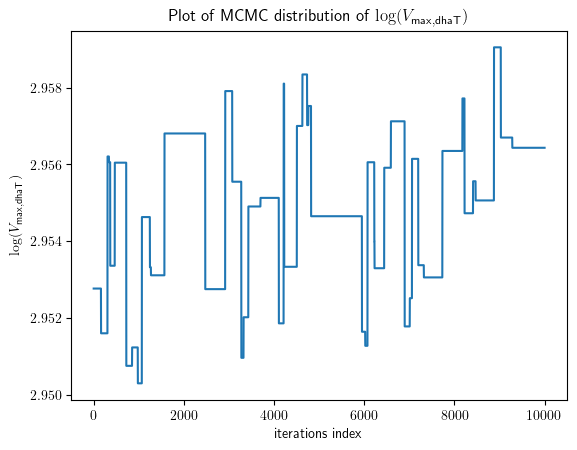 Plot of MCMC distribution of log(V_max,dhaT)
log(V_max,dhaT)
2.958
2.956
2.954
2.952
2.950
0 2000 4000 6000 8000 10000
iterations index